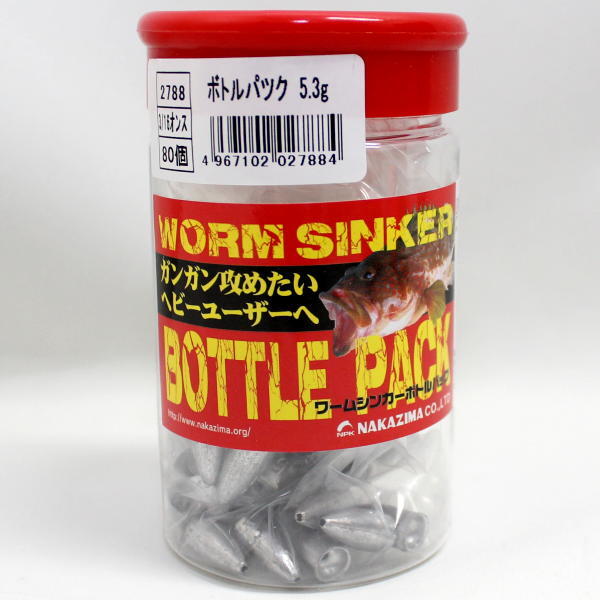 2788
3/16オンス
80個
ボトルパツク 5.3g
4 967102 027884
WORM SINKER
ガンガン攻めたい
ヘビーユーザーへ
BOTTLE PACK
ワームシンカーボトルパック
http://
www.nakazima.org/
NPK NAKAZIMA CO.,LTD